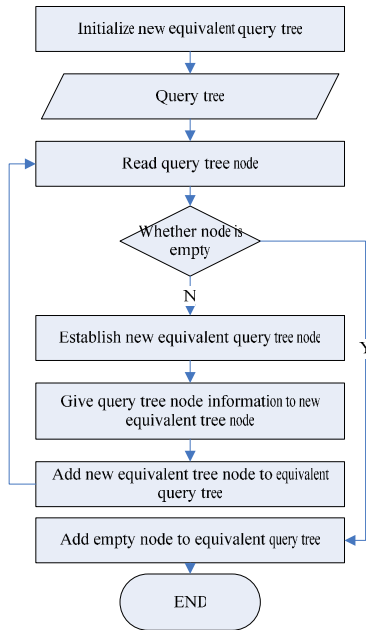 Initialize new equivalent query tree
Query tree
Read query tree node
Whether node is
empty
N
Y
Establish new equivalent query tree node
Give query tree node information to new
equivalent tree node
Add new equivalent tree node to equivalent
query tree
Add empty node to equivalent query tree
END